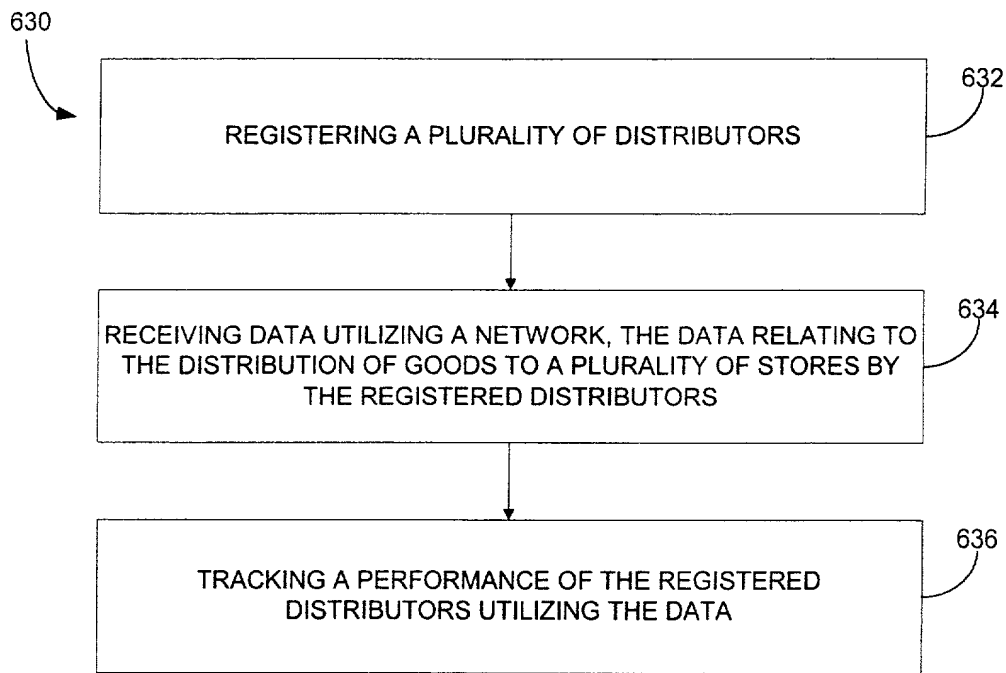 630
632
REGISTERING A PLURALITY OF DISTRIBUTORS
634
RECEIVING DATA UTILIZING A NETWORK, THE DATA RELATING TO
THE DISTRIBUTION OF GOODS TO A PLURALITY OF STORES BY
THE REGISTERED DISTRIBUTORS
636
TRACKING A PERFORMANCE OF THE REGISTERED
DISTRIBUTORS UTILIZING THE DATA